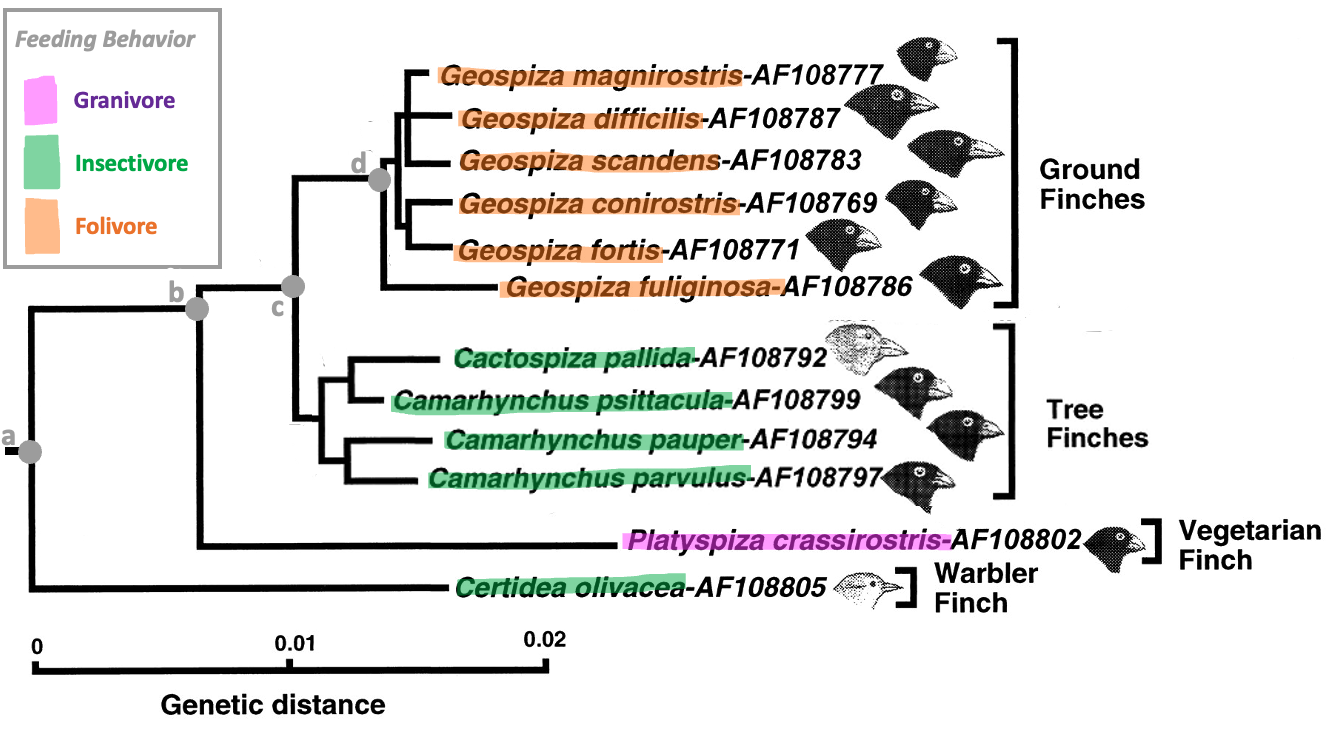 Feeding Behavior
Granivore
Insectivore
Folivore
Geospiza magnirostris-AF108777
Geospiza difficilis-AF108787
Geospiza scandens-AF108783
Geospiza conirostris-AF108769
Geospiza fortis-AF108771
Geospiza fuliginosa-AF108786
Ground
Finches
d
b
c
a
Cactospiza pallida-AF108792
Camarhynchus psittacula-AF108799
Camarhynchus pauper-AF108794
Camarhynchus parvulus-AF108797
Tree
Finches
Platyspiza crassirostris-AF108802
Vegetarian
Finch
Certidea olivacea-AF108805
Warbler
Finch
0
0.01
0.02
Genetic distance